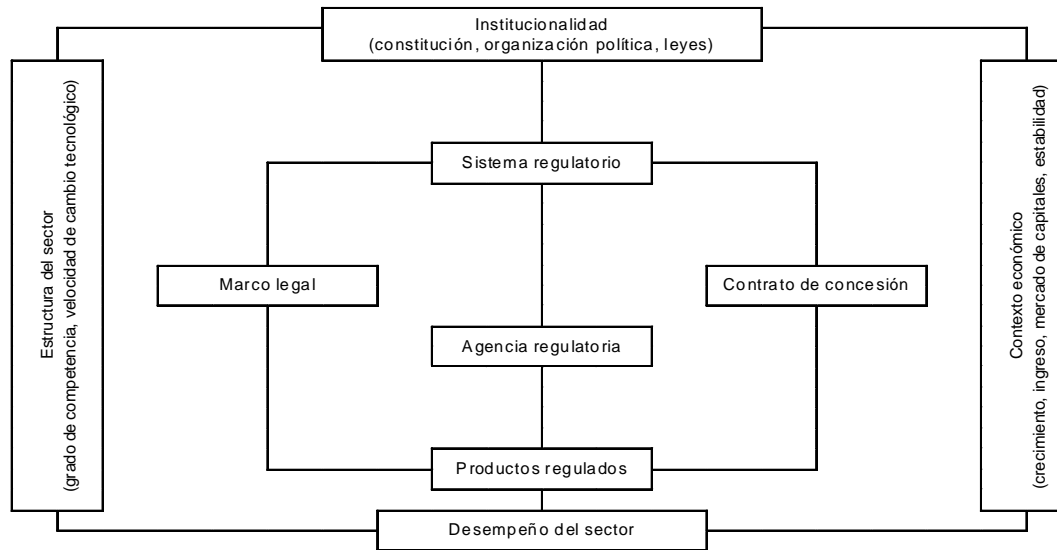 Institucionalidad
(constitución, organización política, leyes)
Estructura del sector
(grado de competencia, velocidad de cambio tecnológico)
Contexto económico
(crecimiento, ingreso, mercado de capitales, estabilidad)
Sistema regulatorio
Marco legal
Contrato de concesión
Agencia regulatoria
Productos regulados
Desempeño del sector